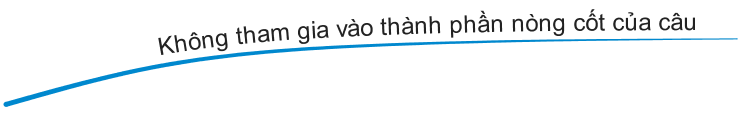 Không tham gia vào thành phần nòng cốt của câu